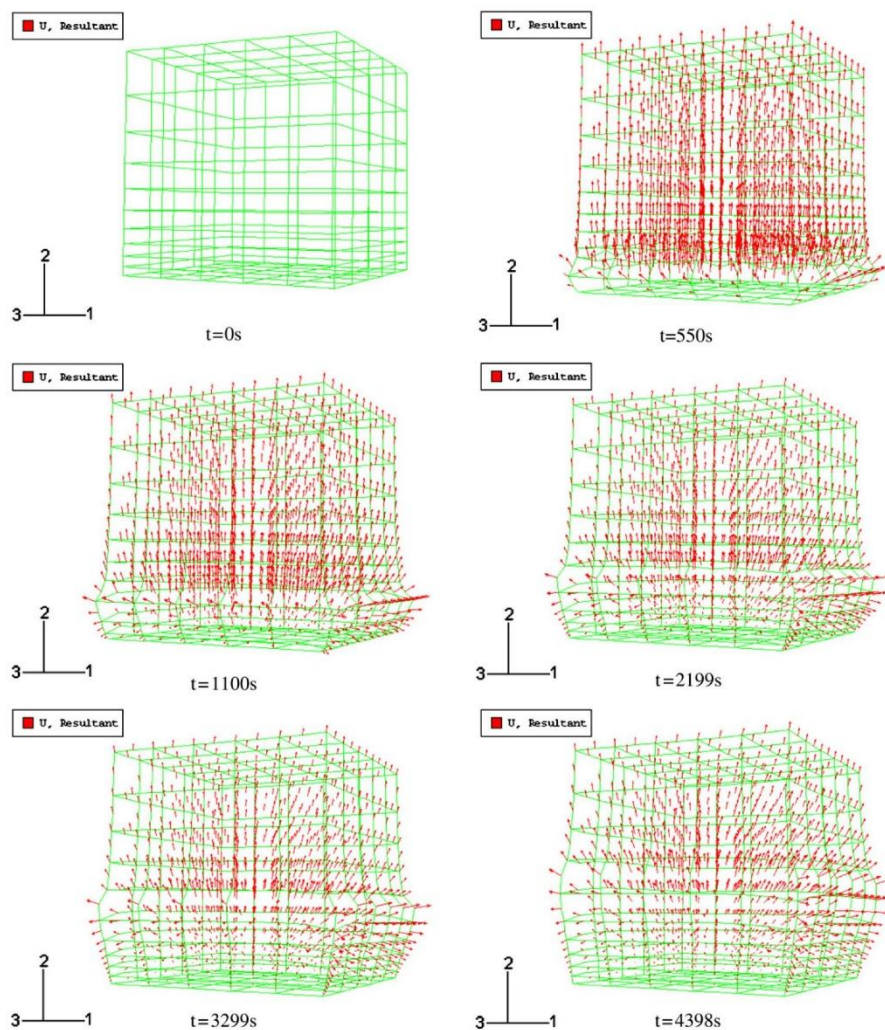 U, Resultant
U, Resultant
2
3 1
t=0s
2
3 1
t=550s
U, Resultant
U, Resultant
2
3 1
t=1100s
2
3 1
t=2199s
U, Resultant
U, Resultant
2
3 1
t=3299s
2
3 1
t=4398s